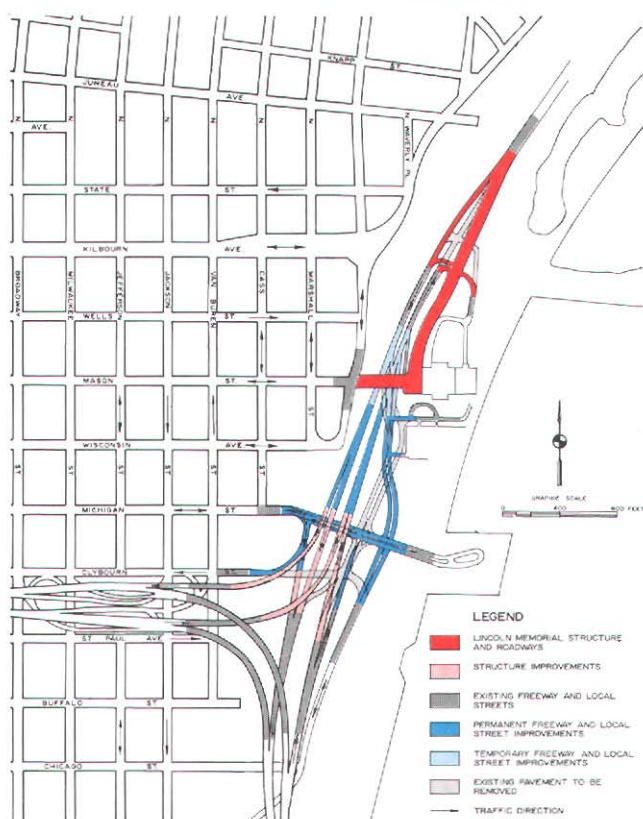 KNAPP ST.
JUNEAU AVE.
N. N. N. N. N. N. N.
AVE.
N. WAVERLY PL.
STATE ST.
KILBOURN AVE.
BROADWAY
MILWAUKEE
JEFFERSON
JACKSON
VAN BUREN
CASS
MARSHALL
WELLS ST.
MASON ST.
ST.
WISCONSIN AVE.
ST. ST. ST. ST. ST.
MICHIGAN ST.
CLYBOURN ST.
ST. PAUL AVE.
BUFFALO ST.
CHICAGO ST.
GRAPHIC SCALE
0 400 800 FEET
LEGEND
LINCOLN MEMORIAL STRUCTURE
AND ROADWAYS
STRUCTURE IMPROVEMENTS
EXISTING FREEWAY AND LOCAL
STREETS
PERMANENT FREEWAY AND LOCAL
STREET IMPROVEMENTS
TEMPORARY FREEWAY AND LOCAL
STREET IMPROVEMENTS
EXISTING PAVEMENT TO BE
REMOVED
TRAFFIC DIRECTION